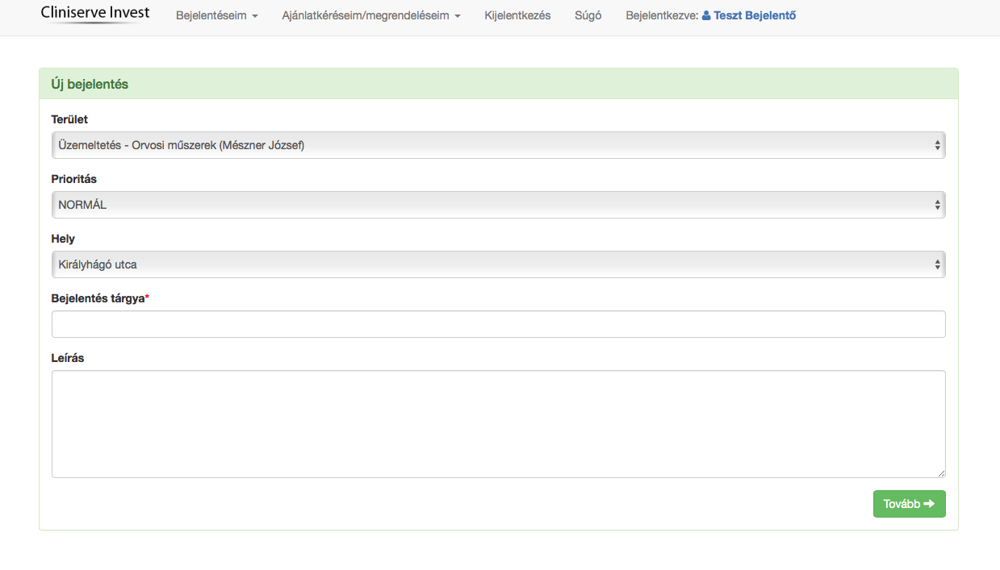 Cliniserve Invest Bejelentéseim Ajánlatkéréseim/megrendeléseim Kijelentkezés Súgó Bejelentkezve: Teszt Bejelentő
Új bejelentés
Terület
Üzemeltetés - Orvosi műszerek (Mészner József)
Prioritás
NORMÁL
Hely
Királyhágó utca
Bejelentés tárgya*
Leírás
Tovább